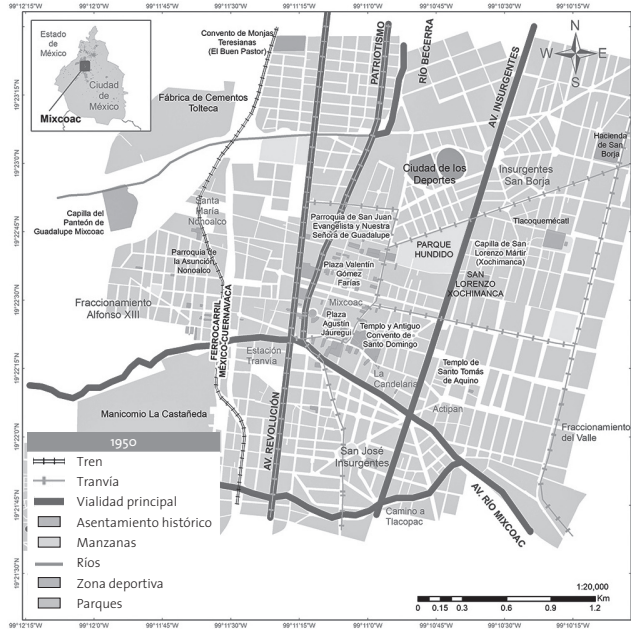 99°12'15"W 99°12'0"W 99°11'45"W 99°11'30"W 99°11'15"W 99°11'0"W 99°10'45"W 99°10'30"W 99°10'15"W
Estado
de
México
Ciudad
de
México
Mixcoac
Convento de Monjas
Teresianas
(El Buen Pastor)
PATRIOTISMO
RÍO BECERRA
AV. INSURGENTES
N
W E
S
19°23'15"N
Fábrica de Cementos
Tolteca
19°23'0"N
Hacienda
de San
Borja
Ciudad de los
Deportes
Insurgentes
San Borja
Santa
María
Nonoalco
Capilla del
Panteón de
Guadalupe Mixcoac
19°22'45"N
Parroquia de San Juan
Evangelista y Nuestra
Señora de Guadalupe
Tlacoquemécatl
PARQUE
HUNDIDO
Capilla de San
Lorenzo Mártir
(Xochimanca)
Parroquia de
la Asunción
Nonoalco
Plaza Valentín
Gómez
Farías
SAN
LORENZO
XOCHIMANCA
19°22'30"N
Fraccionamiento
Alfonso XIII
FERROCARRIL
MÉXICO-CUERNAVACA
Mixcoac
Plaza
Agustín
Jáuregui
Templo y Antiguo
Convento de
Santo Domingo
Estación
Tranvía
19°22'15"N
Templo de
Santo Tomás
de Aquino
La
Candelaria
Manicomio La Castañeda
AV. REVOLUCIÓN
Actipan
Fraccionamiento
del Valle
19°22'0"N
1950
San José
Insurgentes
Tren
Tranvía
Vialidad principal
Asentamiento histórico
Manzanas
Ríos
Zona deportiva
Parques
19°21'45"N
AV. RÍO MIXCOAC
Camino a
Tlacopac
19°21'30"N
1:20,000
Km
0 0.15 0.3 0.6 0.9 1.2
99°12'15"W 99°12'0"W 99°11'45"W 99°11'30"W 99°11'15"W 99°11'0"W 99°10'45"W 99°10'30"W 99°10'15"W